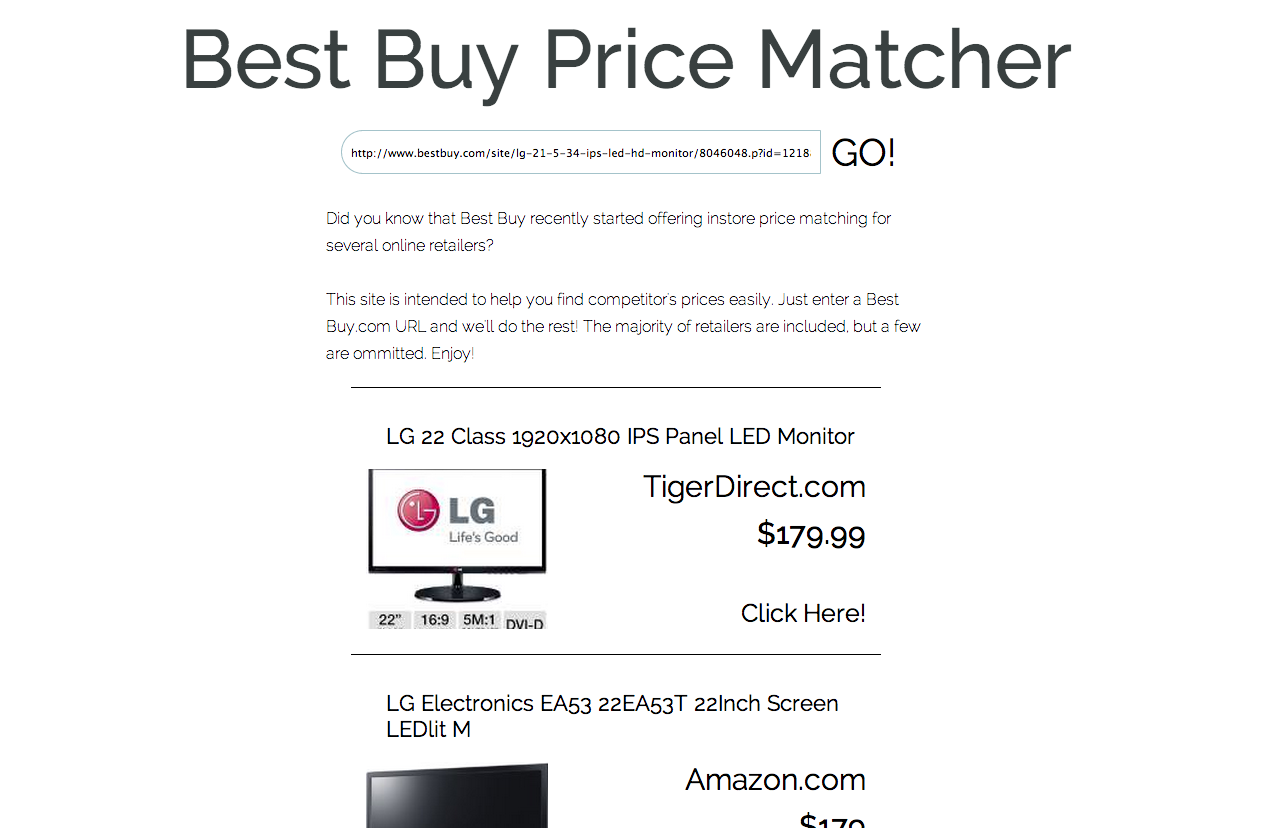 Best Buy Price Matcher
http://www.bestbuy.com/site/lg-21-5-34-ips-led-hd-monitor/8046048.p?id=1218
GO!
Did you know that Best Buy recently started offering instore price matching for
several online retailers?
This site is intended to help you find competitor's prices easily. Just enter a Best
Buy.com URL and we'll do the rest! The majority of retailers are included, but a few
are ommitted. Enjoy!
LG 22 Class 1920x1080 IPS Panel LED Monitor
LG
Life's Good
22” 16:9 5M:1 DVI-D
TigerDirect.com
$179.99
Click Here!
LG Electronics EA53 22EA53T 22Inch Screen
LEDlit M
Amazon.com
$179